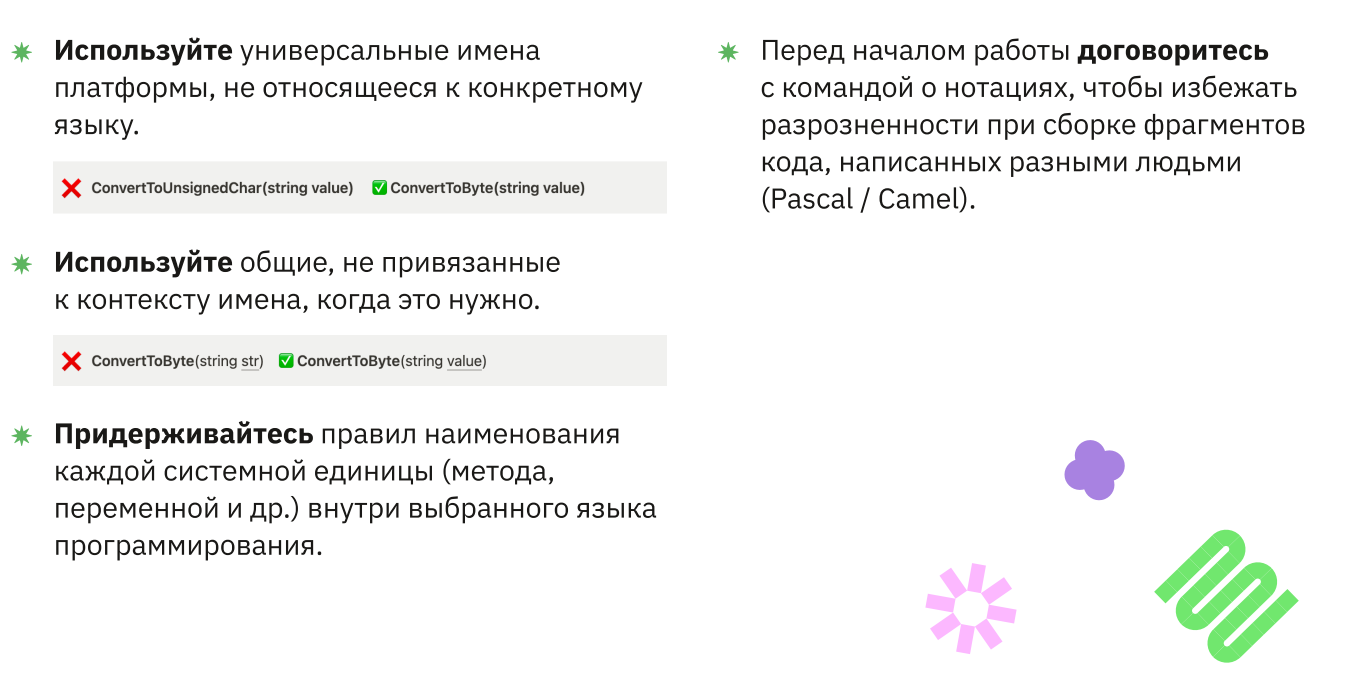 Используйте универсальные имена
платформы, не относящееся к конкретному
языку.
ConvertToUnsignedChar(string value) ConvertToByte(string value)
Используйте общие, не привязанные
к контексту имена, когда это нужно.
ConvertToByte(string str) ConvertToByte(string value)
Придерживайтесь правил наименования
каждой системной единицы (метода,
переменной и др.) внутри выбранного языка
программирования.
Перед началом работы договоритесь
с командой о нотациях, чтобы избежать
разрозненности при сборке фрагментов
кода, написанных разными людьми
(Pascal / Camel).